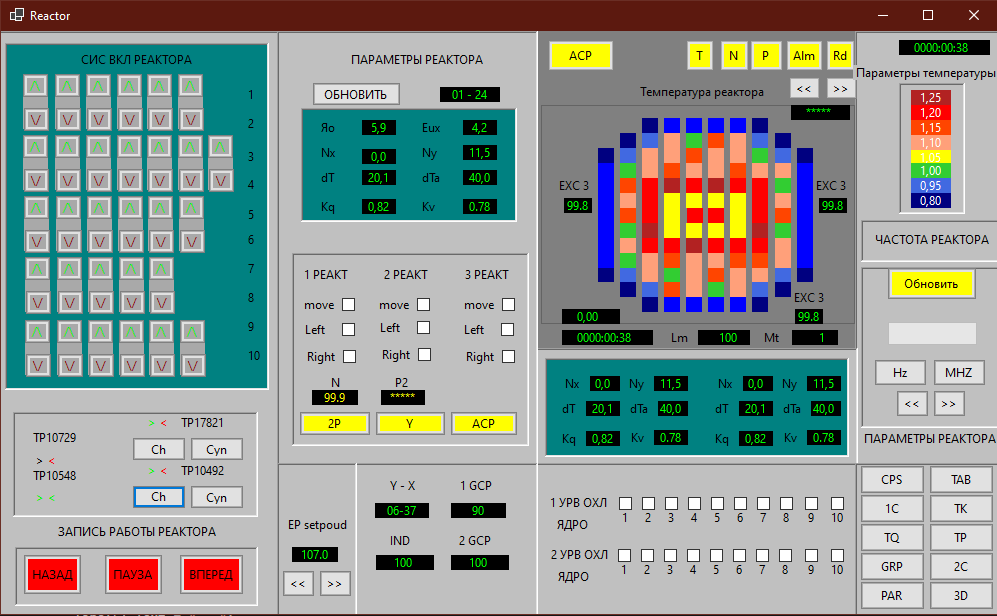 Reactor
СИС ВКЛ РЕАКТОРА
1
2
3
4
5
6
7
8
9
10
TP10729
> <
TP10548
> <
> < TP17821
Ch Cyn
> < TP10492
Ch Cyn
ЗАПИСЬ РАБОТЫ РЕАКТОРА
НАЗАД ПАУЗА ВПЕРЕД
ПАРАМЕТРЫ РЕАКТОРА
ОБНОВИТЬ 01 - 24
Яо 5,9 Eux 4,2
Nx 0,0 Ny 11,5
dT 20,1 dTa 40,0
Kq 0,82 Kv 0.78
1 РЕАКТ 2 РЕАКТ 3 РЕАКТ
move move move
Left Left Left
Right Right Right
N P2
99.9 *****
2P Y ACP
EP setpoud
107.0
<< >>
Y - X 1 GCP
06-37 90
IND 2 GCP
100 100
ACP T N P Alm Rd
Температура реактора << >>
*****
EXC 3 EXC 3
99.8 99.8
EXC 3
0,00 99.8
0000:00:38 Lm 100 Mt 1
Nx 0,0 Ny 11,5 Nx 0,0 Ny 11,5
dT 20,1 dTa 40,0 dT 20,1 dTa 40,0
Kq 0,82 Kv 0.78 Kq 0,82 Kv 0.78
1 УРВ ОХЛ
ЯДРО 1 2 3 4 5 6 7 8 9 10
2 УРВ ОХЛ
ЯДРО 1 2 3 4 5 6 7 8 9 10
0000:00:38
Параметры температуры
1,25
1,20
1,15
1,10
1,05
1,00
0,95
0,80
ЧАСТОТА РЕАКТОРА
Обновить
Hz MHZ
<< >>
ПАРАМЕТРЫ РЕАКТОРА
CPS TAB
1C TK
TQ TP
GRP 2C
PAR 3D